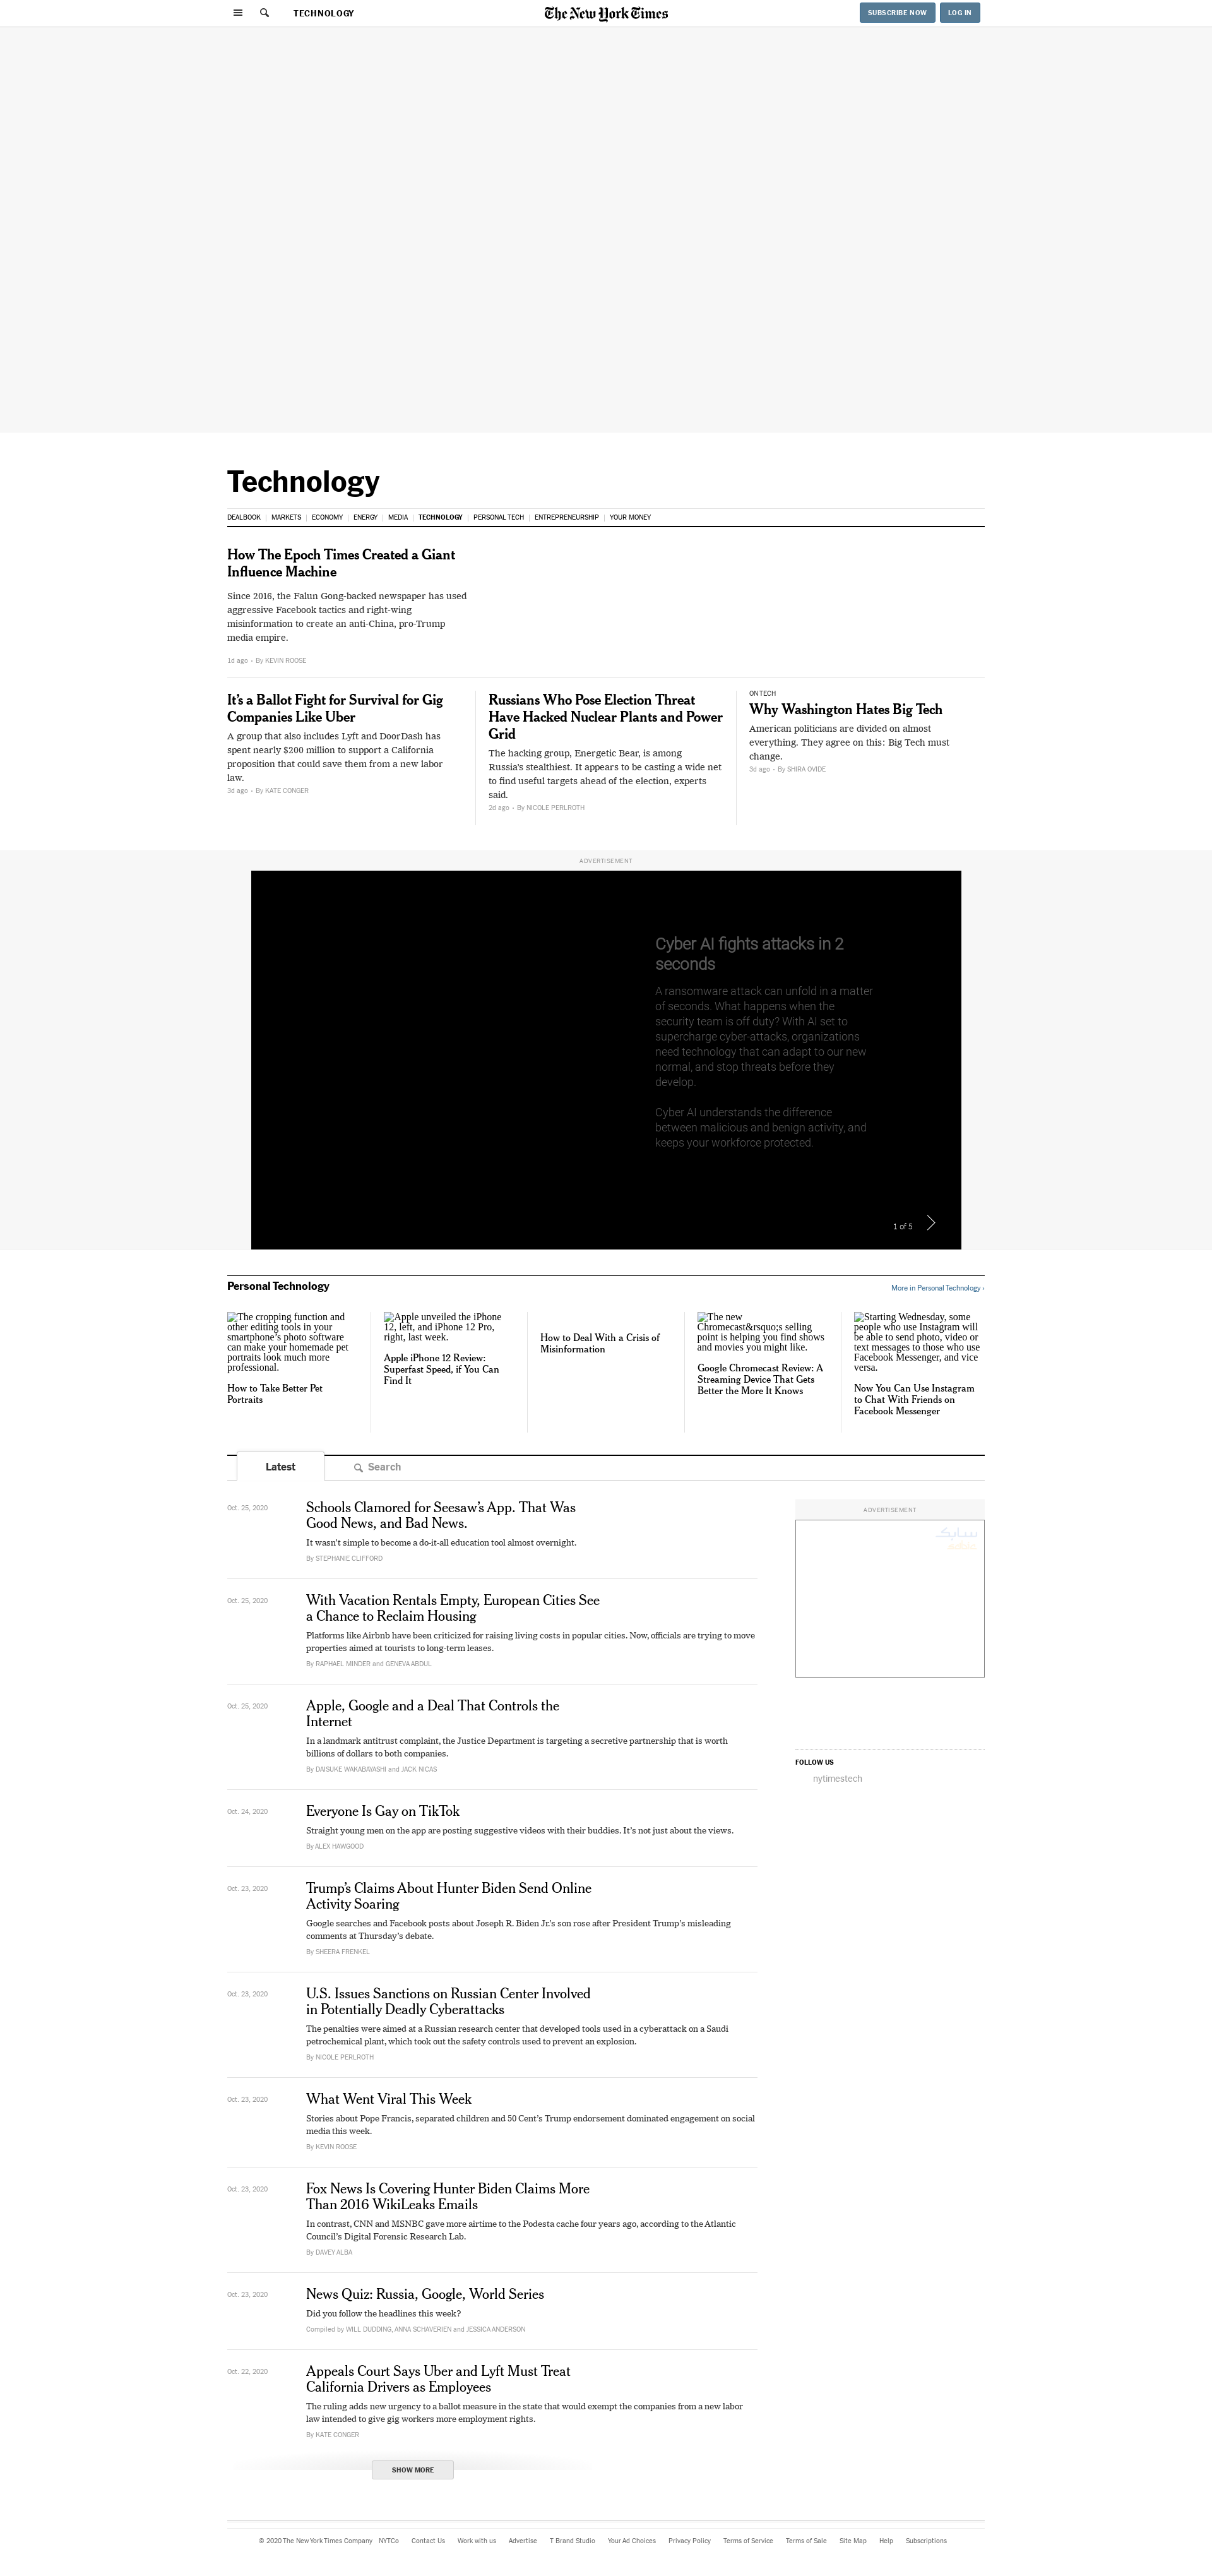 TECHNOLOGY
The New York Times
SUBSCRIBE NOW
LOG IN
Technology
DEALBOOK | MARKETS | ECONOMY | ENERGY | MEDIA | TECHNOLOGY | PERSONAL TECH | ENTREPRENEURSHIP | YOUR MONEY
How The Epoch Times Created a Giant
Influence Machine
Since 2016, the Falun Gong-backed newspaper has used
aggressive Facebook tactics and right-wing
misinformation to create an anti-China, pro-Trump
media empire.
1d ago - By KEVIN ROOSE
It’s a Ballot Fight for Survival for Gig
Companies Like Uber
A group that also includes Lyft and DoorDash has
spent nearly $200 million to support a California
proposition that could save them from a new labor
law.
3d ago - By KATE CONGER
Russians Who Pose Election Threat
Have Hacked Nuclear Plants and Power
Grid
The hacking group, Energetic Bear, is among
Russia’s stealthiest. It appears to be casting a wide net
to find useful targets ahead of the election, experts
said.
2d ago - By NICOLE PERLROTH
ON TECH
Why Washington Hates Big Tech
American politicians are divided on almost
everything. They agree on this: Big Tech must
change.
3d ago - By SHIRA OVIDE
ADVERTISEMENT
Cyber AI fights attacks in 2
seconds
A ransomware attack can unfold in a matter
of seconds. What happens when the
security team is off duty? With AI set to
supercharge cyber-attacks, organizations
need technology that can adapt to our new
normal, and stop threats before they
develop.
Cyber AI understands the difference
between malicious and benign activity, and
keeps your workforce protected.
1 of 5
Personal Technology
More in Personal Technology ›
The cropping function and
other editing tools in your
smartphone's photo software
can make your homemade pet
portraits look much more
professional.
How to Take Better Pet
Portraits
Apple unveiled the iPhone
12, left, and iPhone 12 Pro,
right, last week.
Apple iPhone 12 Review:
Superfast Speed, if You Can
Find It
How to Deal With a Crisis of
Misinformation
The new
Chromecast&rsquo;s selling
point is helping you find shows
and movies you might like.
Google Chromecast Review: A
Streaming Device That Gets
Better the More It Knows
Starting Wednesday, some
people who use Instagram will
be able to send photo, video or
text messages to those who use
Facebook Messenger, and vice
versa.
Now You Can Use Instagram
to Chat With Friends on
Facebook Messenger
Latest
Search
Oct. 25, 2020
Schools Clamored for Seesaw’s App. That Was
Good News, and Bad News.
It wasn’t simple to become a do-it-all education tool almost overnight.
By STEPHANIE CLIFFORD
Oct. 25, 2020
With Vacation Rentals Empty, European Cities See
a Chance to Reclaim Housing
Platforms like Airbnb have been criticized for raising living costs in popular cities. Now, officials are trying to move
properties aimed at tourists to long-term leases.
By RAPHAEL MINDER and GENEVA ABDUL
Oct. 25, 2020
Apple, Google and a Deal That Controls the
Internet
In a landmark antitrust complaint, the Justice Department is targeting a secretive partnership that is worth
billions of dollars to both companies.
By DAISUKE WAKABAYASHI and JACK NICAS
Oct. 24, 2020
Everyone Is Gay on TikTok
Straight young men on the app are posting suggestive videos with their buddies. It’s not just about the views.
By ALEX HAWGOOD
Oct. 23, 2020
Trump’s Claims About Hunter Biden Send Online
Activity Soaring
Google searches and Facebook posts about Joseph R. Biden Jr.’s son rose after President Trump’s misleading
comments at Thursday’s debate.
By SHEERA FRENKEL
Oct. 23, 2020
U.S. Issues Sanctions on Russian Center Involved
in Potentially Deadly Cyberattacks
The penalties were aimed at a Russian research center that developed tools used in a cyberattack on a Saudi
petrochemical plant, which took out the safety controls used to prevent an explosion.
By NICOLE PERLROTH
Oct. 23, 2020
What Went Viral This Week
Stories about Pope Francis, separated children and 50 Cent’s Trump endorsement dominated engagement on social
media this week.
By KEVIN ROOSE
Oct. 23, 2020
Fox News Is Covering Hunter Biden Claims More
Than 2016 WikiLeaks Emails
In contrast, CNN and MSNBC gave more airtime to the Podesta cache four years ago, according to the Atlantic
Council’s Digital Forensic Research Lab.
By DAVEY ALBA
Oct. 23, 2020
News Quiz: Russia, Google, World Series
Did you follow the headlines this week?
Compiled by WILL DUDDING, ANNA SCHAVERIEN and JESSICA ANDERSON
Oct. 22, 2020
Appeals Court Says Uber and Lyft Must Treat
California Drivers as Employees
The ruling adds new urgency to a ballot measure in the state that would exempt the companies from a new labor
law intended to give gig workers more employment rights.
By KATE CONGER
SHOW MORE
ADVERTISEMENT
سابك
FOLLOW US
nytimestech
© 2020 The New York Times Company NYTCo Contact Us Work with us Advertise T Brand Studio Your Ad Choices Privacy Policy Terms of Service Terms of Sale Site Map Help Subscriptions